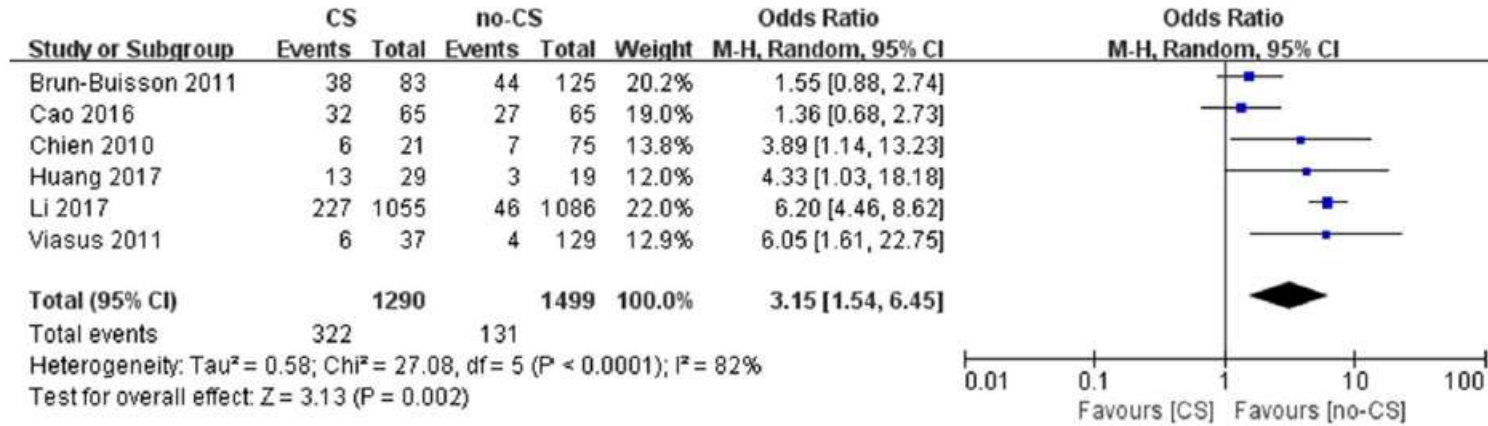 CS no-CS Odds Ratio Odds Ratio
Study or Subgroup Events Total Events Total Weight M-H, Random, 95% CI M-H, Random, 95% CI
Brun-Buisson 2011 38 83 44 125 20.2% 1.55 [0.88, 2.74]
Cao 2016 32 65 27 65 19.0% 1.36 [0.68, 2.73]
Chien 2010 6 21 7 75 13.8% 3.89 [1.14, 13.23]
Huang 2017 13 29 3 19 12.0% 4.33 [1.03, 18.18]
Li 2017 227 1055 46 1086 22.0% 6.20 [4.46, 8.62]
Viasus 2011 6 37 4 129 12.9% 6.05 [1.61, 22.75]
Total (95% CI) 1290 1499 100.0% 3.15 [1.54, 6.45]
Total events 322 131
Heterogeneity: Tau² = 0.58; Chi² = 27.08, df = 5 (P < 0.0001); I² = 82%
Test for overall effect: Z = 3.13 (P = 0.002)
0.01 0.1 1 10 100
Favours [CS] Favours [no-CS]